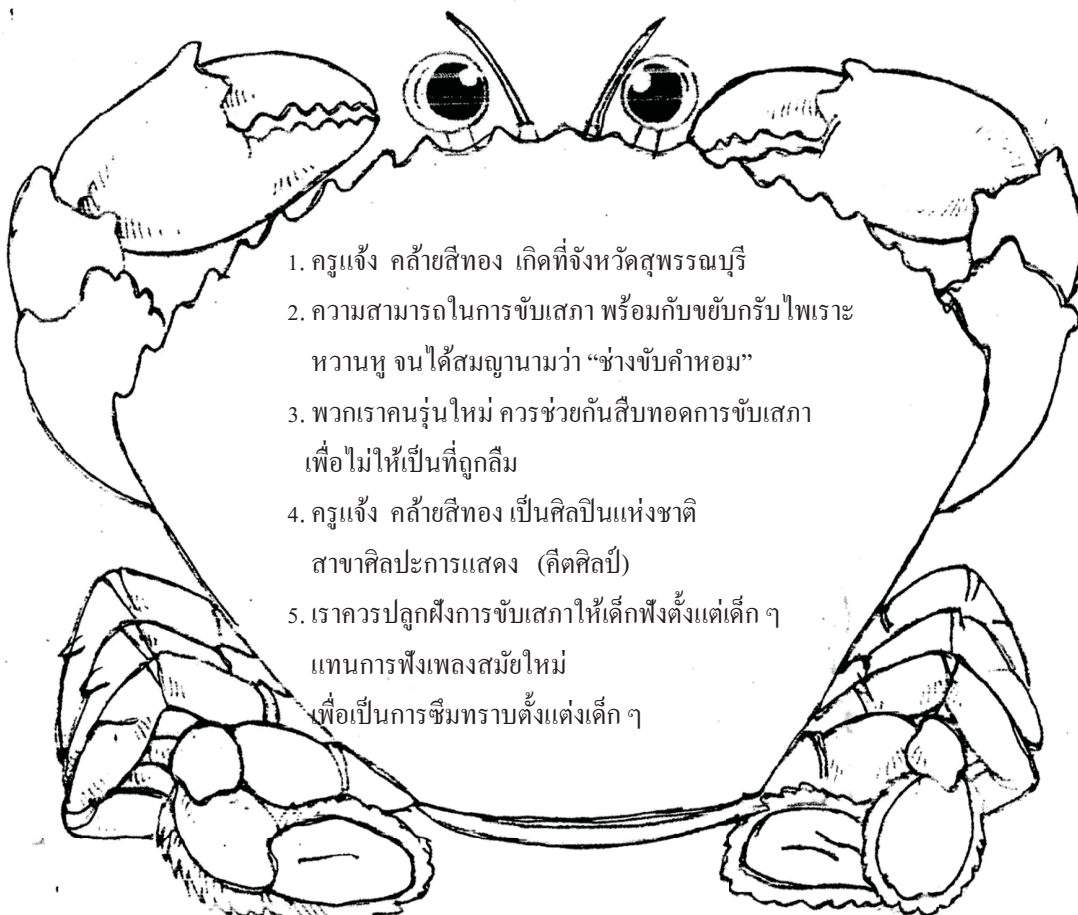 1. ครูแจ้ง คล้ายสีทอง เกิดที่จังหวัดสุพรรณบุรี
2. ความสามารถในการขับเสภา พร้อมกับขยับกรับไพเราะ
หวานหู จนได้สมญานามว่า “ช่างขับคำหอม”
3. พวกเราคนรุ่นใหม่ ควรช่วยกันสืบทอดการขับเสภา
เพื่อไม่ให้เป็นที่ถูกลืม
4. ครูแจ้ง คล้ายสีทอง เป็นศิลปินแห่งชาติ
สาขาศิลปะการแสดง (คีตศิลป์)
5. เราควรปลูกฝังการขับเสภาให้เด็กฟังตั้งแต่เด็ก ๆ
แทนการฟังเพลงสมัยใหม่
เพื่อเป็นการซึมทราบตั้งแต่งเด็ก ๆ